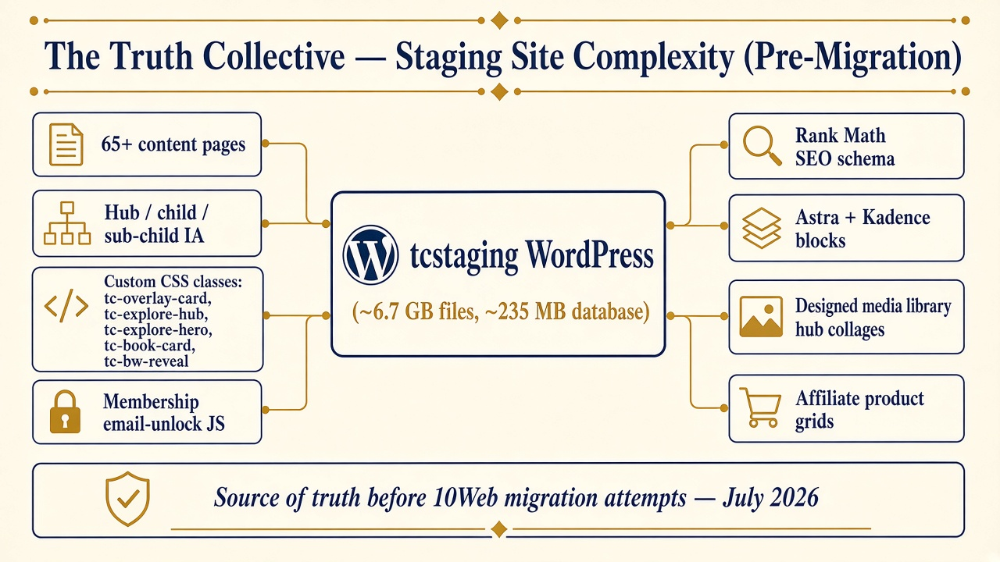 The Truth Collective — Staging Site Complexity (Pre-Migration)
65+ content pages
Hub / child /
sub-child IA
Custom CSS classes:
tc-overlay-card,
tc-explore-hub,
tc-explore-hero,
tc-book-card,
tc-bw-reveal
Membership
email-unlock JS
tcstaging WordPress
(~6.7 GB files, ~235 MB database)
Rank Math
SEO schema
Astra + Kadence
blocks
Designed media library
hub collages
Affiliate product
grids
Source of truth before 10Web migration attempts — July 2026